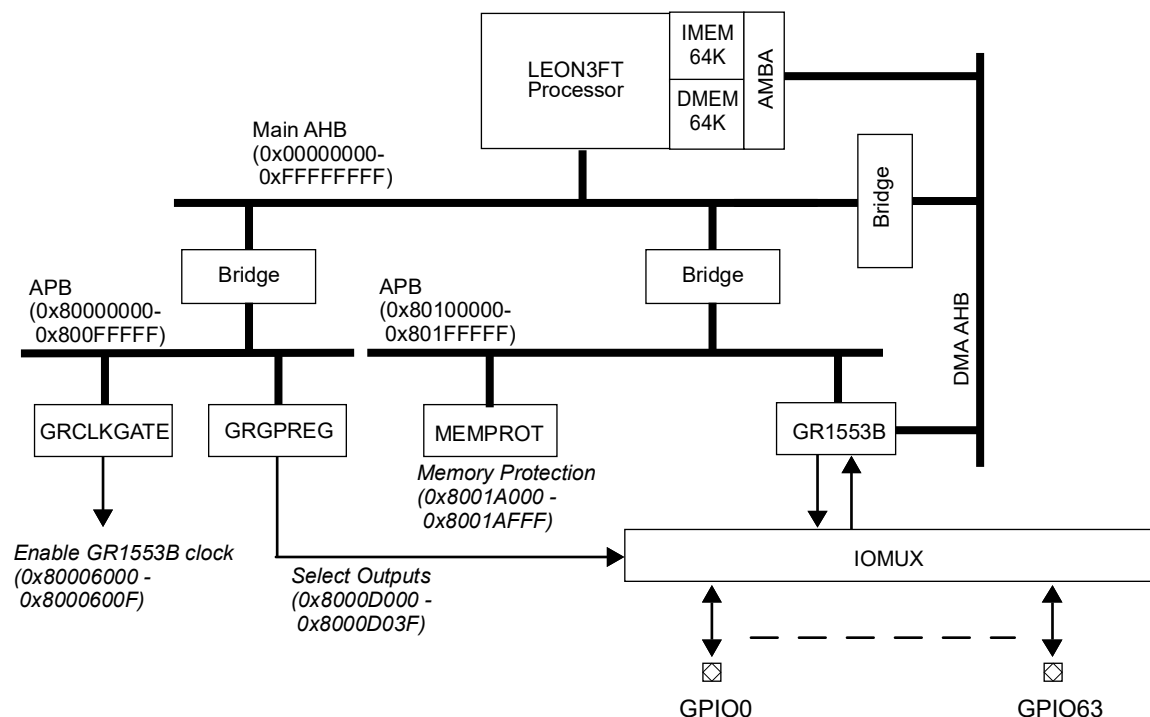 LEON3FT
Processor
IMEM
64K
DMEM
64K
AMBA
Main AHB
(0x00000000-
0xFFFFFFFF)
Bridge
Bridge
Bridge
APB
(0x80000000-
0x800FFFFF)
APB
(0x80100000-
0x801FFFFF)
DMA AHB
GRCLKGATE
GRGPREG
MEMPROT
GR1553B
Memory Protection
(0x8001A000 -
0x8001AFFF)
Enable GR1553B clock
(0x80006000 -
0x8000600F)
Select Outputs
(0x8000D000 -
0x8000D03F)
IOMUX
GPIO0
GPIO63